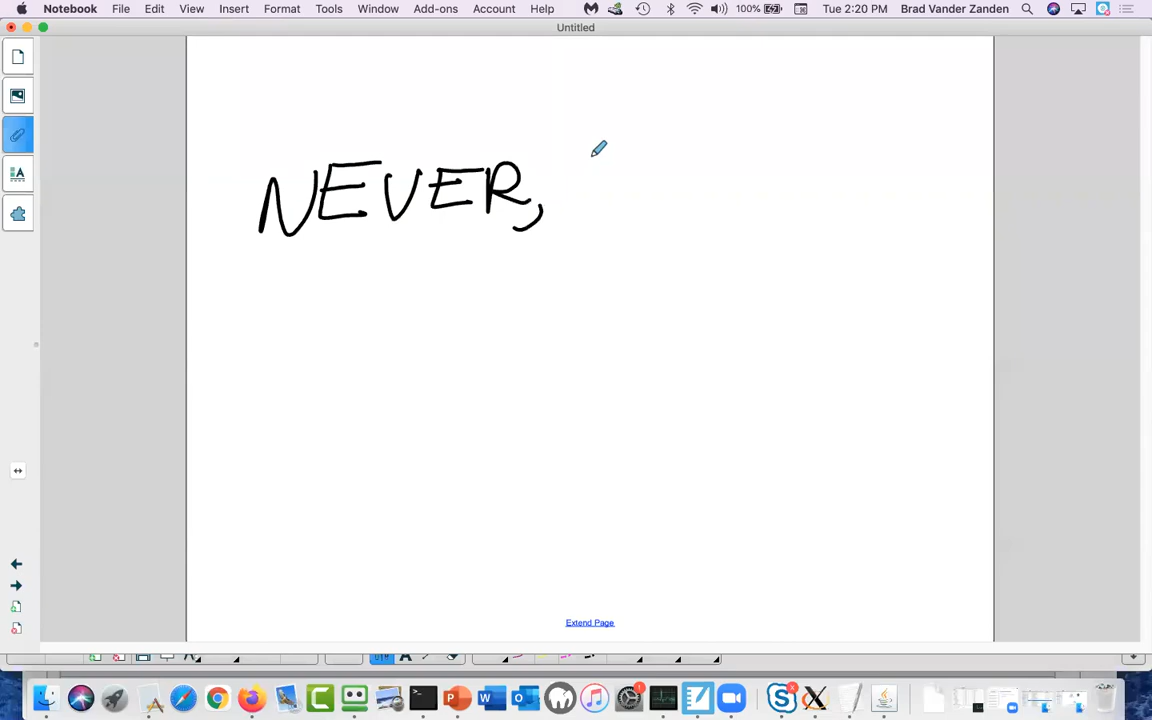 Notebook File Edit View Insert Format Tools Window Add-ons Account Help 100% Tue 2:20 PM Brad Vander Zanden
Untitled
NEVER,
Extend Page